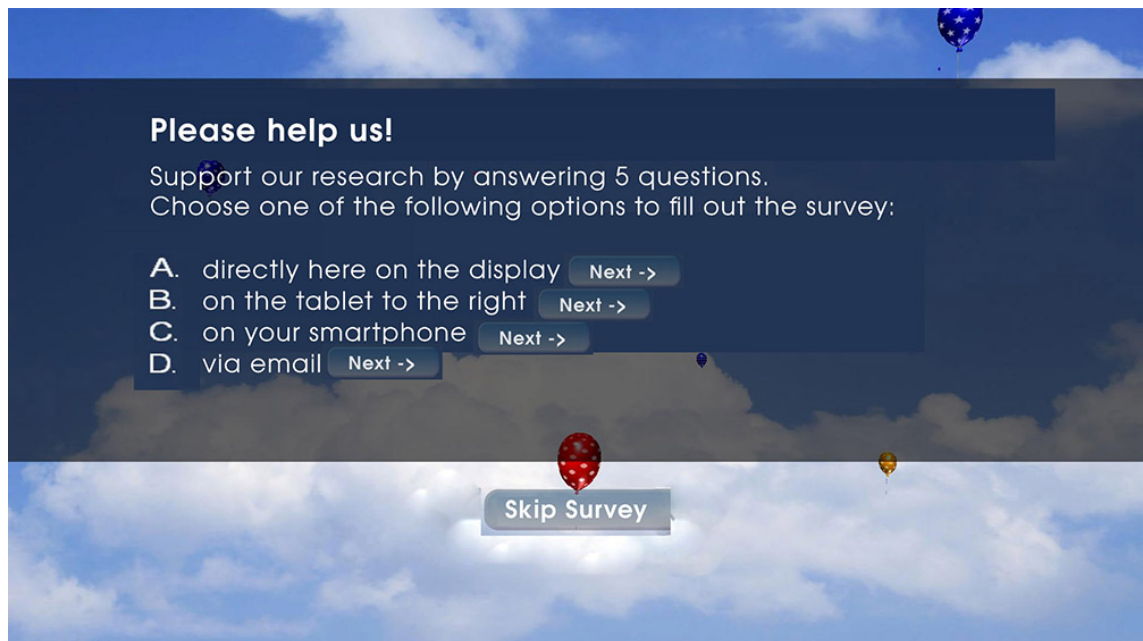 Please help us!
Support our research by answering 5 questions.
Choose one of the following options to fill out the survey:
A. directly here on the display Next ->
B. on the tablet to the right Next ->
C. on your smartphone Next ->
D. via email Next ->
Skip Survey